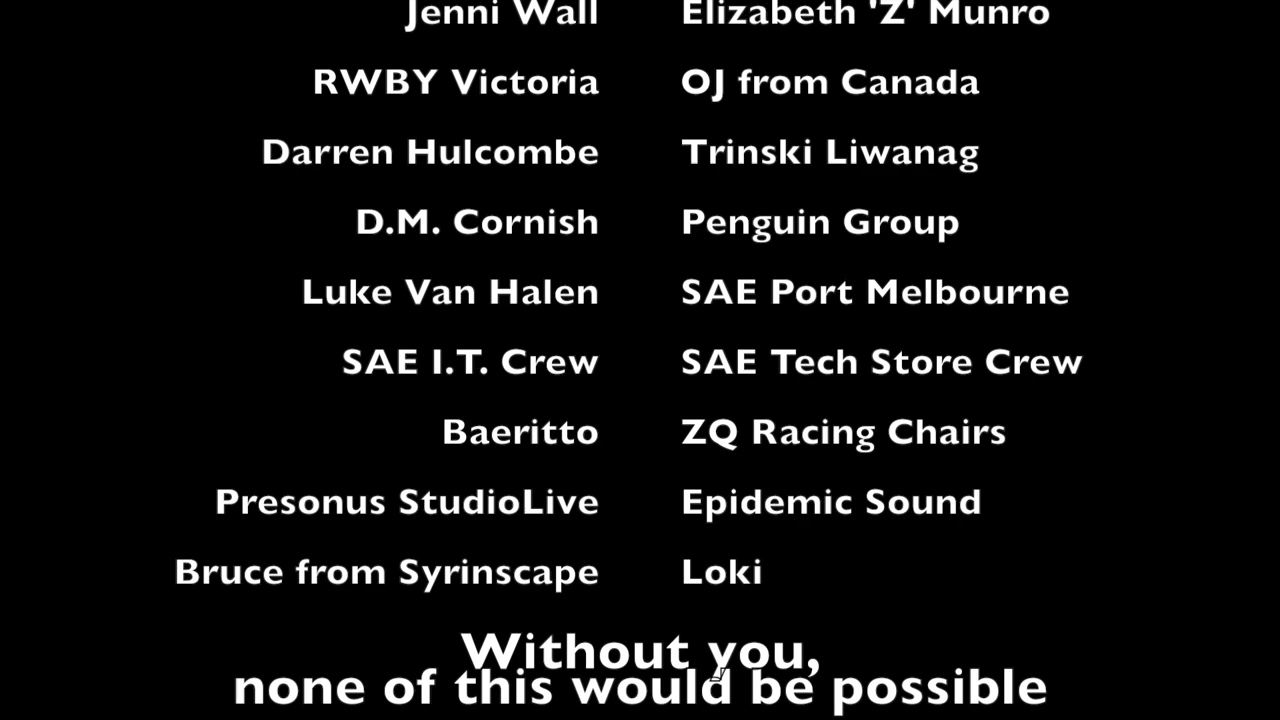 Jenni Wall Elizabeth 'Z' Munro
RWBY Victoria OJ from Canada
Darren Hulcombe Trinski Liwanag
D.M. Cornish Penguin Group
Luke Van Halen SAE Port Melbourne
SAE I.T. Crew SAE Tech Store Crew
Baeritto ZQ Racing Chairs
Presonus StudioLive Epidemic Sound
Bruce from Syrinscape Loki
Without you,
none of this would be possible